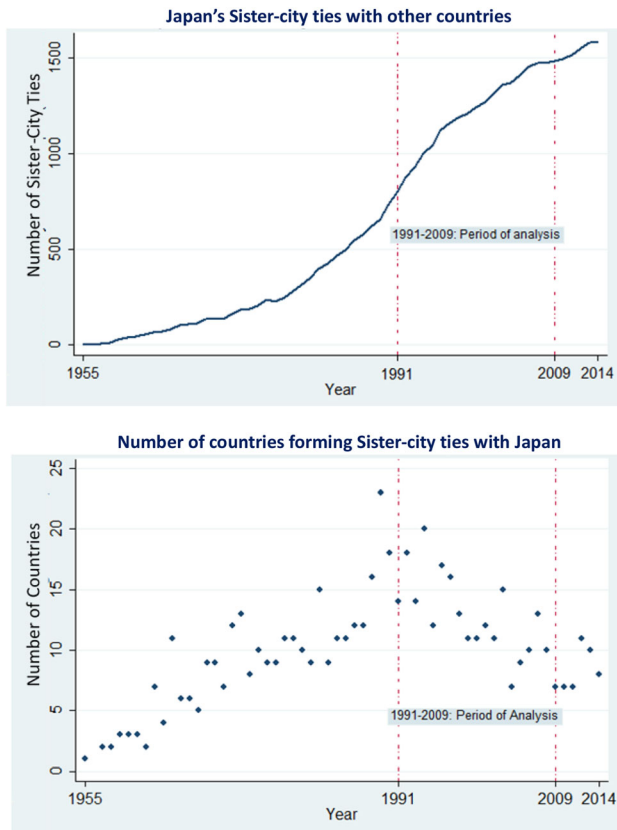 Japan's Sister-city ties with other countries
Number of Sister-City Ties
1500
1000
500
0
1991-2009: Period of analysis
1955
1991
2009
2014
Year
Number of countries forming Sister-city ties with Japan
Number of Countries
25
20
15
10
5
0
1991-2009: Period of Analysis
1955
1991
2009
2014
Year